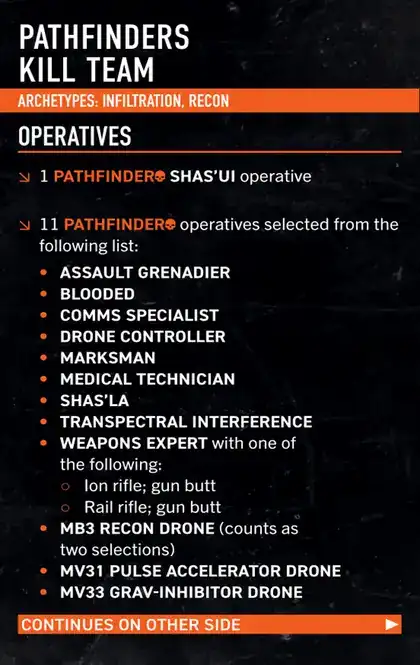 PATHFINDERS
KILL TEAM
ARCHETYPES: INFILTRATION, RECON
OPERATIVES
↘ 1 PATHFINDER💀 SHAS'UI operative
↘ 11 PATHFINDER💀 operatives selected from the
following list:
• ASSAULT GRENADIER
• BLOODED
• COMMS SPECIALIST
• DRONE CONTROLLER
• MARKSMAN
• MEDICAL TECHNICIAN
• SHAS'LA
• TRANSPECTRAL INTERFERENCE
• WEAPONS EXPERT with one of
the following:
○ Ion rifle; gun butt
○ Rail rifle; gun butt
• MB3 RECON DRONE (counts as
two selections)
• MV31 PULSE ACCELERATOR DRONE
• MV33 GRAV-INHIBITOR DRONE
CONTINUES ON OTHER SIDE ▶